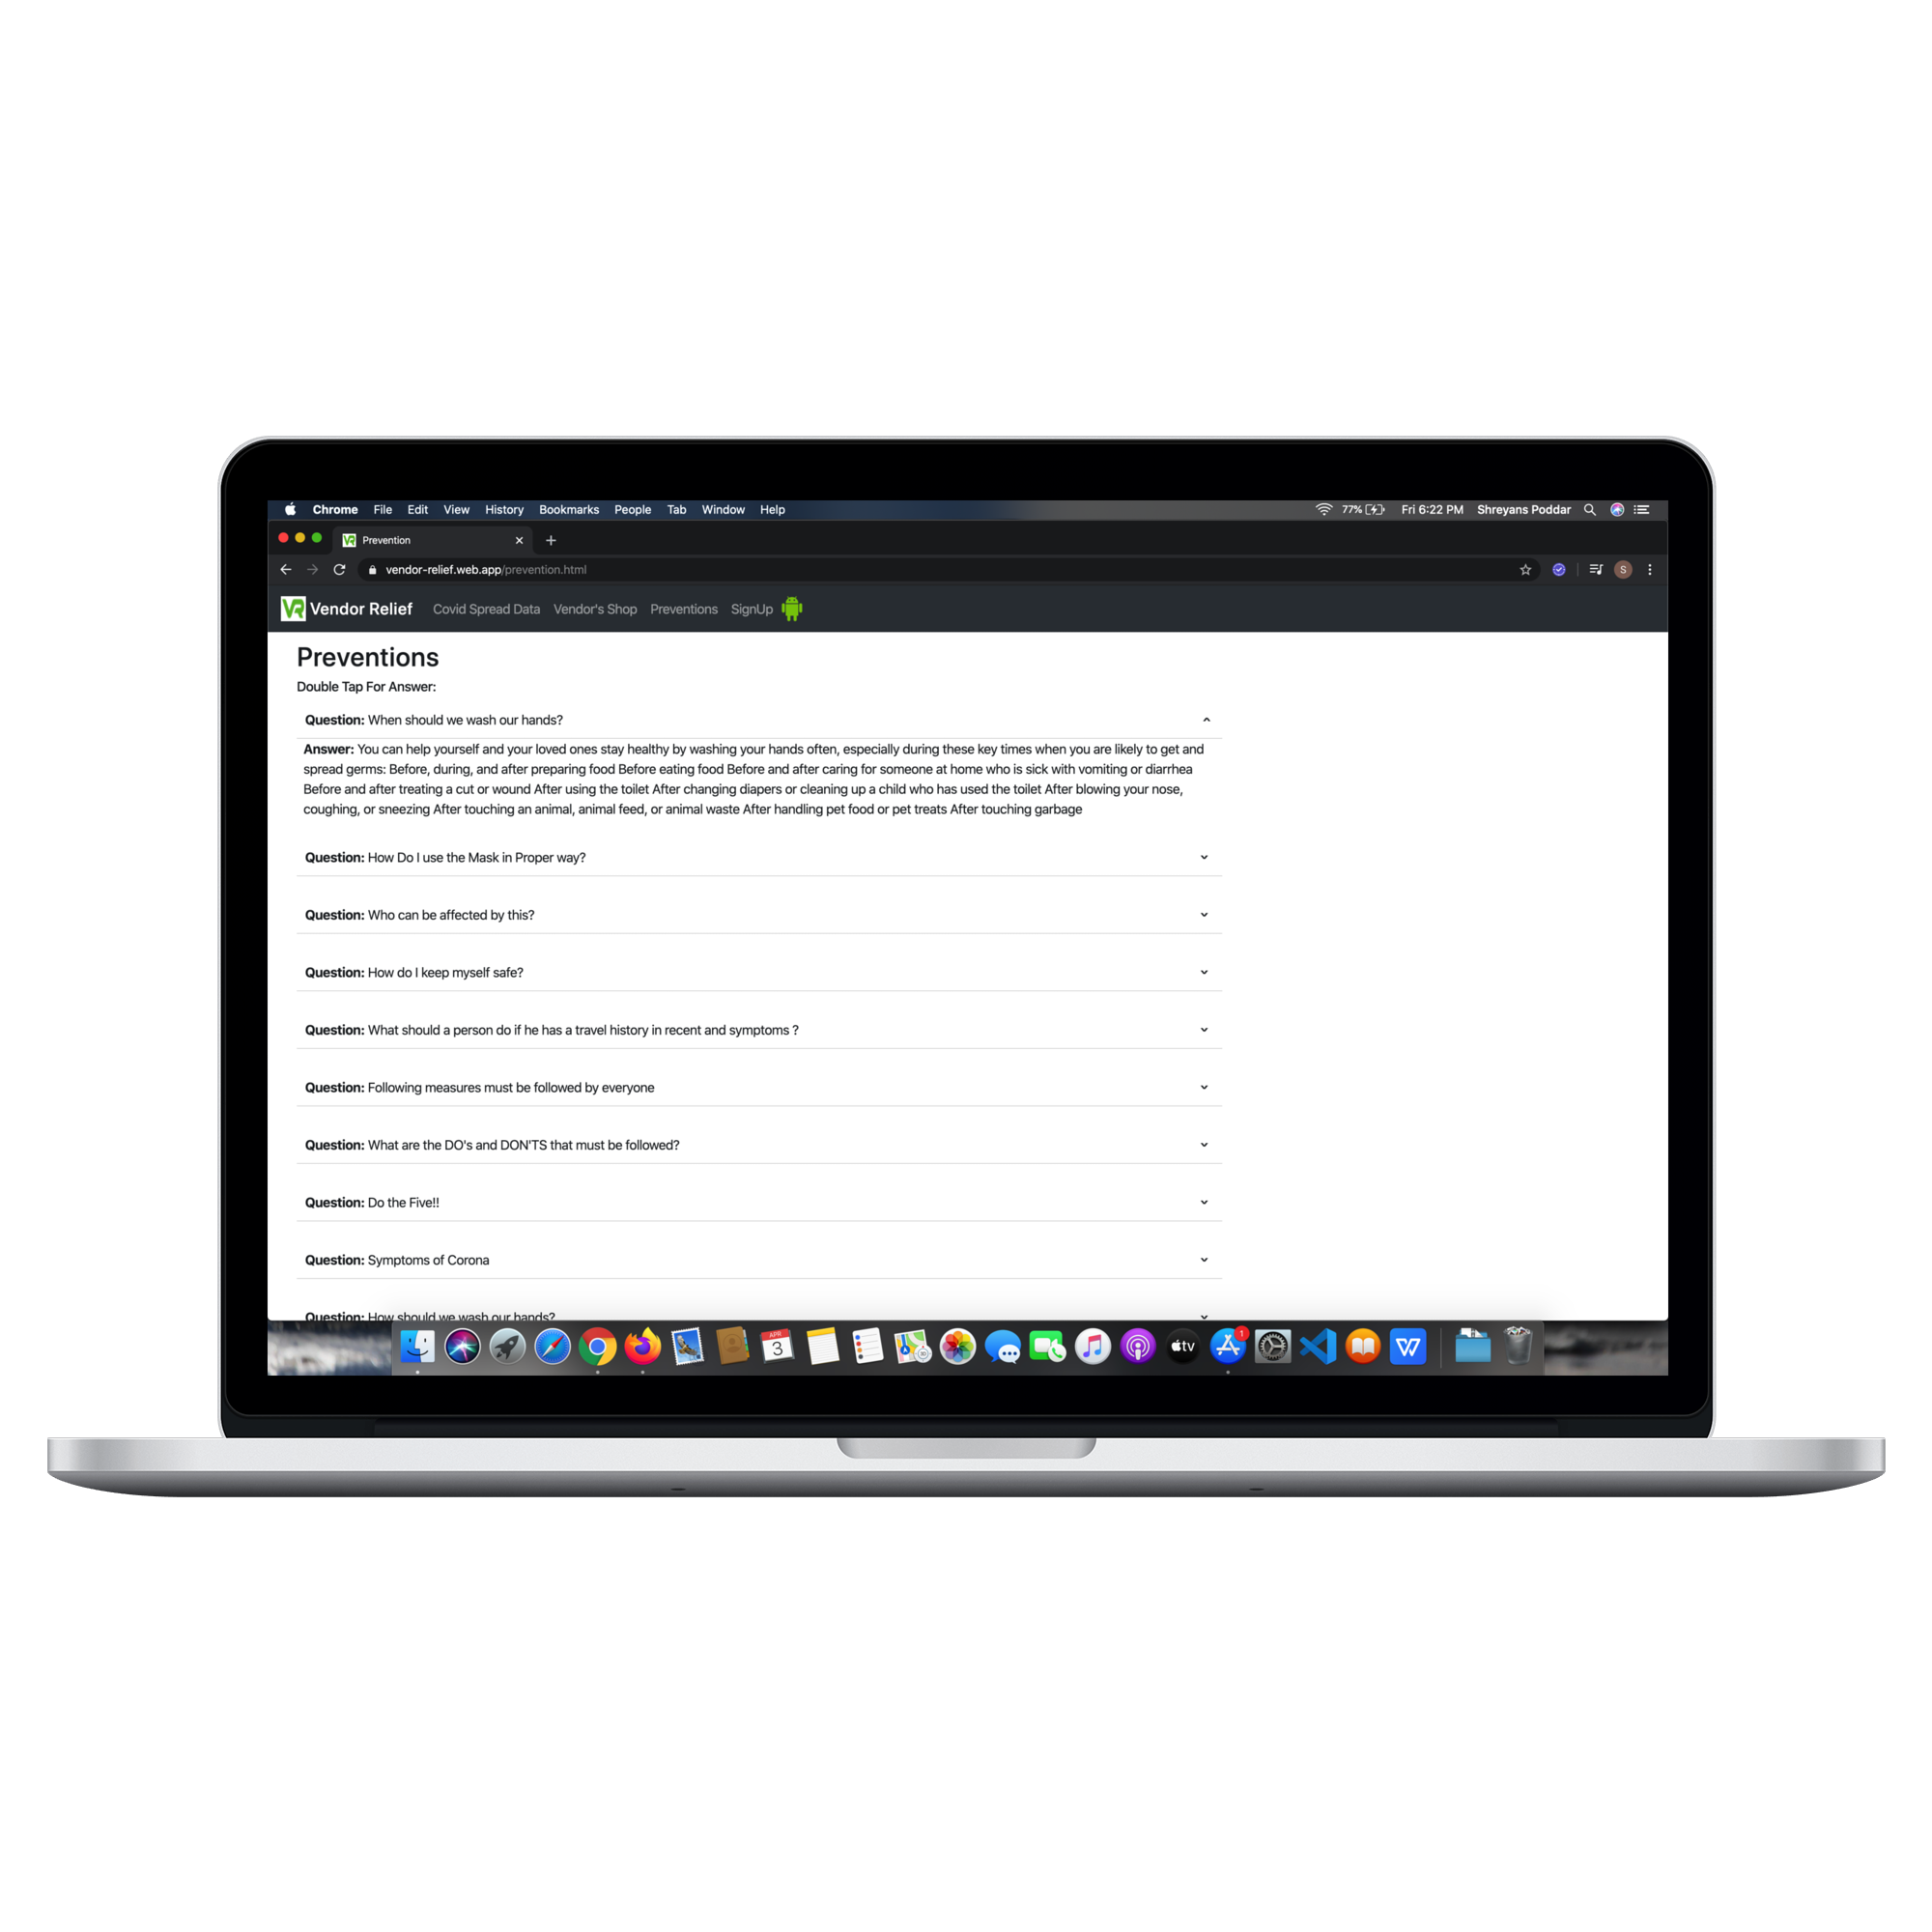 Chrome File Edit View History Bookmarks People Tab Window Help 77% Fri 6:22 PM Shreyans Poddar
VR Prevention
vendor-relief.web.app/prevention.html S
VR Vendor Relief Covid Spread Data Vendor's Shop Preventions SignUp
Preventions
Double Tap For Answer:
Question: When should we wash our hands?
Answer: You can help yourself and your loved ones stay healthy by washing your hands often, especially during these key times when you are likely to get and
spread germs: Before, during, and after preparing food Before eating food Before and after caring for someone at home who is sick with vomiting or diarrhea
Before and after treating a cut or wound After using the toilet After changing diapers or cleaning up a child who has used the toilet After blowing your nose,
coughing, or sneezing After touching an animal, animal feed, or animal waste After handling pet food or pet treats After touching garbage
Question: How Do I use the Mask in Proper way?
Question: Who can be affected by this?
Question: How do I keep myself safe?
Question: What should a person do if he has a travel history in recent and symptoms ?
Question: Following measures must be followed by everyone
Question: What are the DO's and DON'TS that must be followed?
Question: Do the Five!!
Question: Symptoms of Corona
Question: How should we wash our hands?
APR
3
tv
1
W